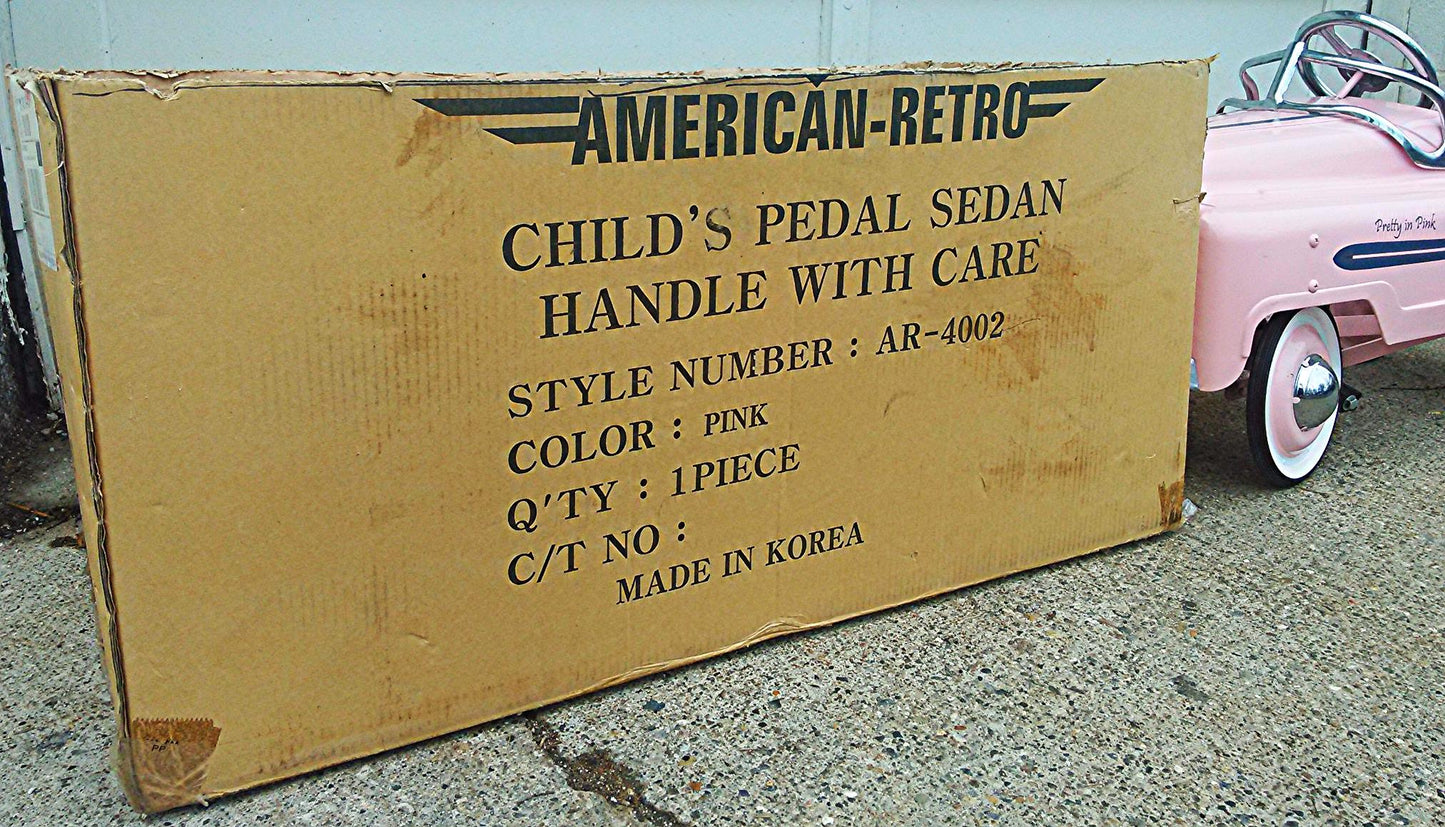 AMERICAN-RETRO
CHILD'S PEDAL SEDAN
HANDLE WITH CARE
STYLE NUMBER : AR-4002
COLOR : PINK
Q'TY : 1PIECE
C/T NO :
MADE IN KOREA
Pretty in Pink
PP